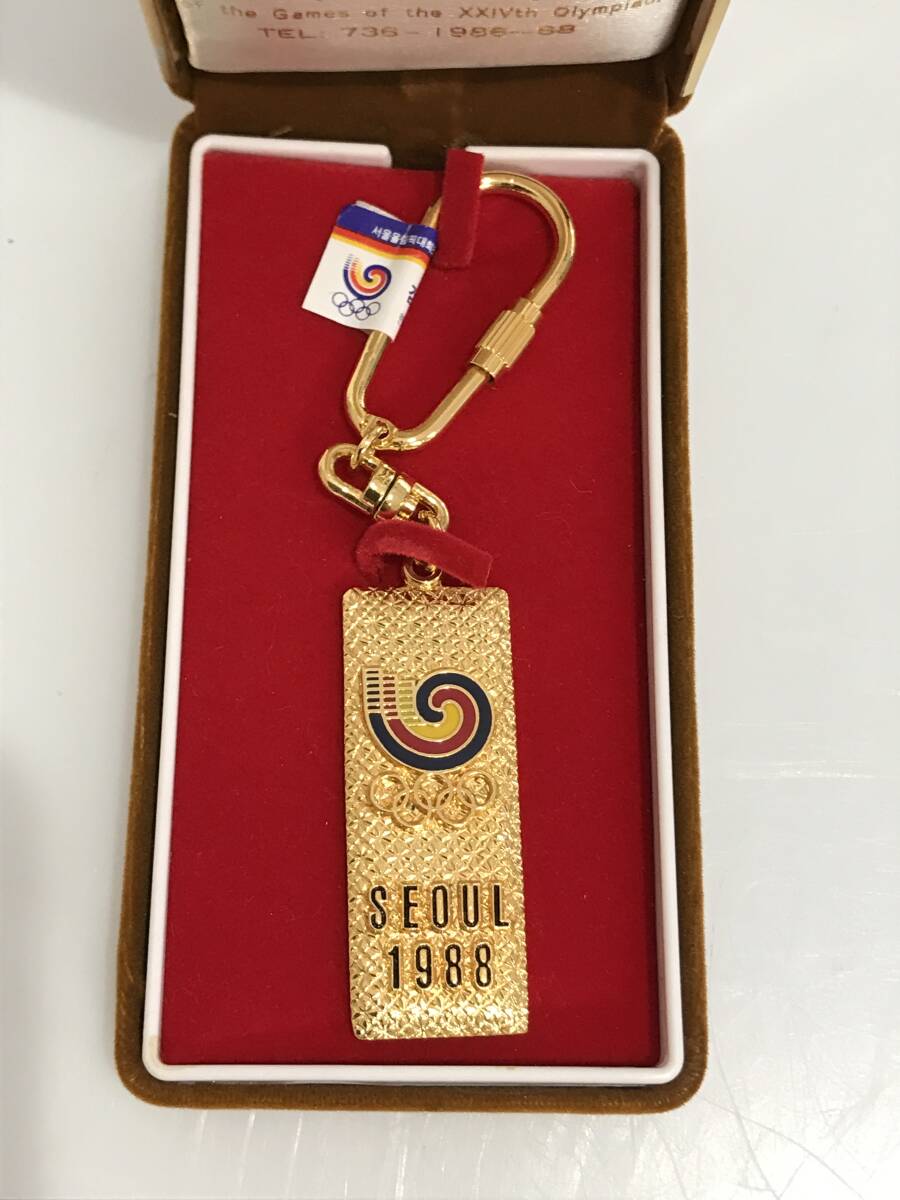 of the Games of the XXIVth Olympiad
TEL: 736-1986~88
서울올림픽대회
SEOUL
1988